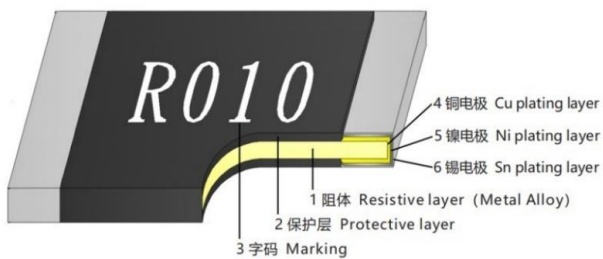 R010
4 铜电极 Cu plating layer
5 镍电极 Ni plating layer
6 锡电极 Sn plating layer
1 阻体 Resistive layer (Metal Alloy)
2 保护层 Protective layer
3 字码 Marking